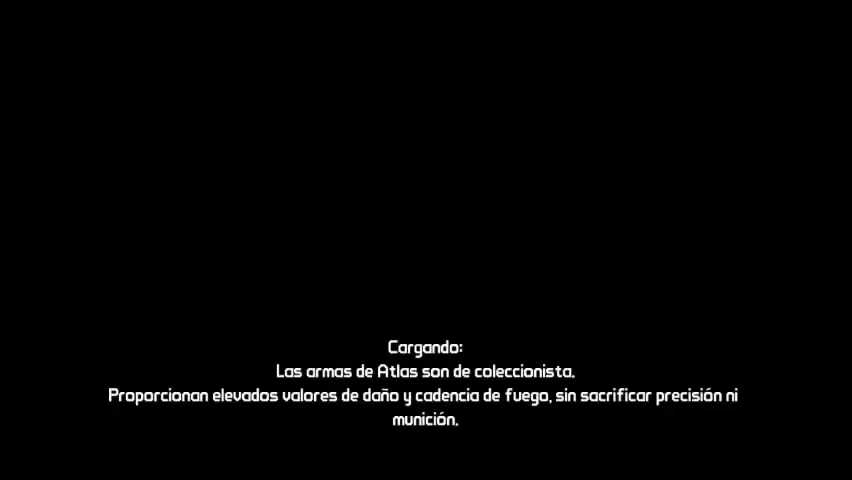 Cargando:
Las armas de Atlas son de coleccionista.
Proporcionan elevados valores de daño y cadencia de fuego, sin sacrificar precisión ni
munición.